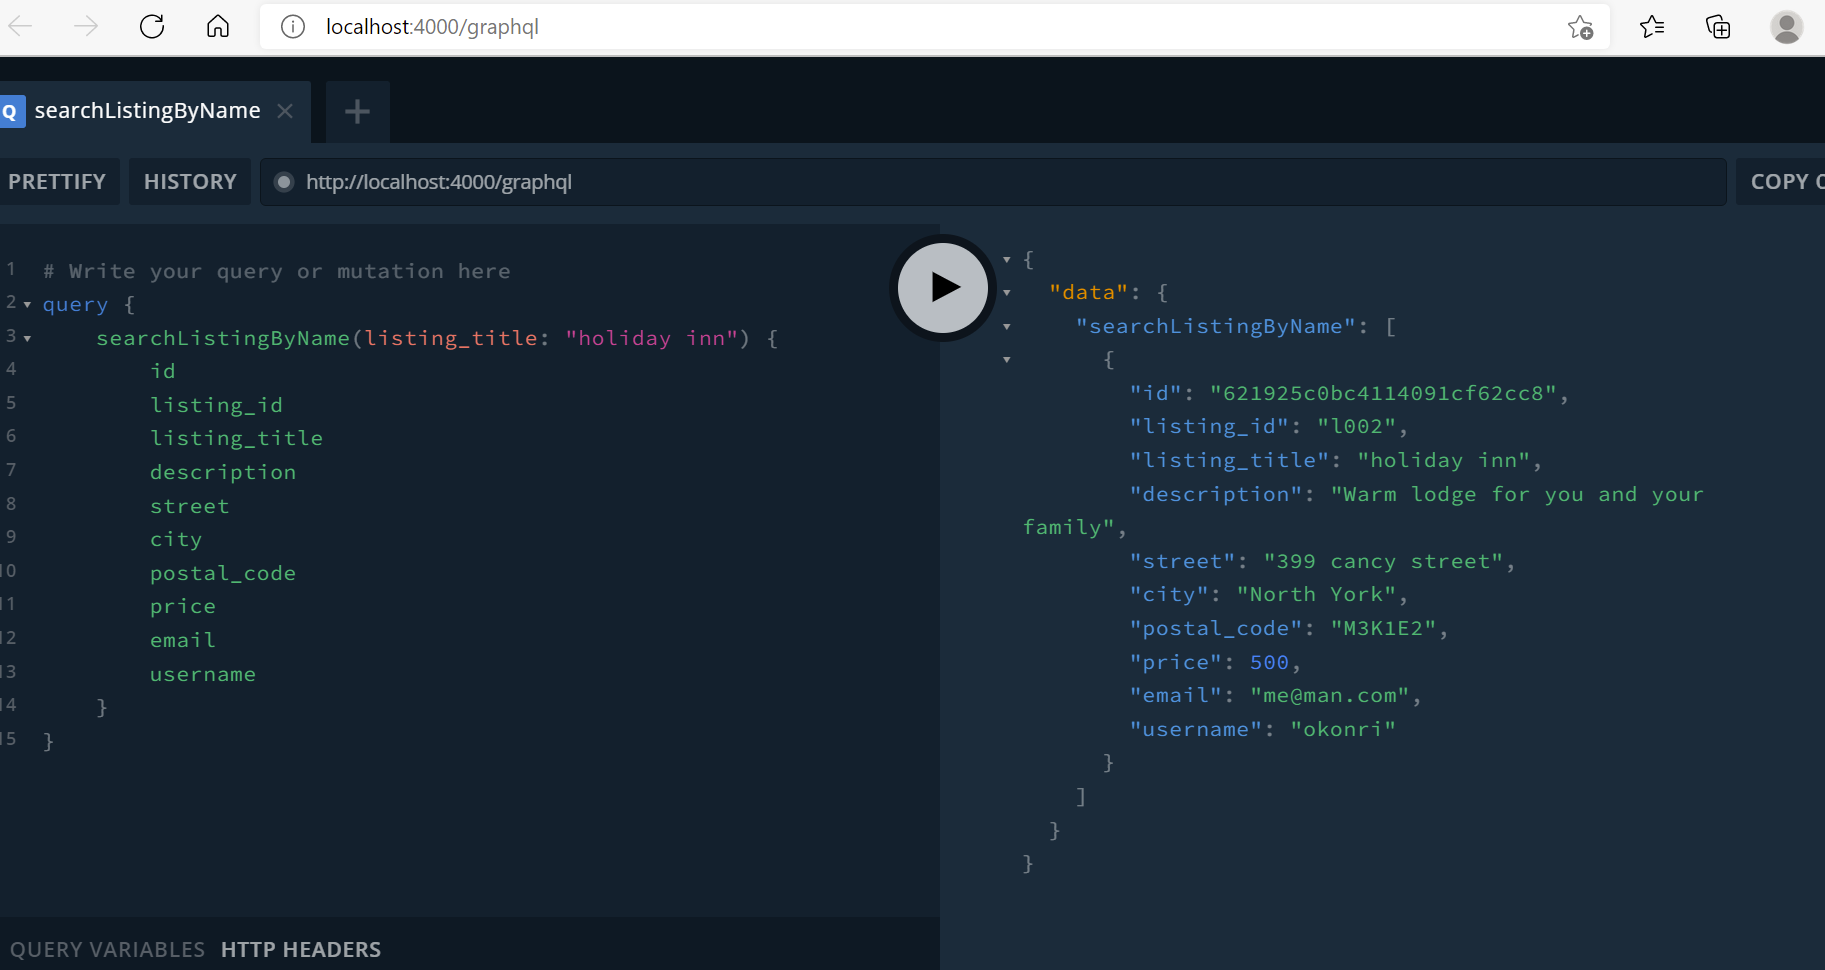 localhost:4000/graphql
Q searchListingByName
PRETTIFY HISTORY http://localhost:4000/graphql COPY C
1 # Write your query or mutation here
2 query {
3 searchListingByName(listing_title: "holiday inn") {
4 id
5 listing_id
6 listing_title
7 description
8 street
9 city
10 postal_code
11 price
12 email
13 username
14 }
15 }
{
"data": {
"searchListingByName": [
{
"id": "621925c0bc4114091cf62cc8",
"listing_id": "l002",
"listing_title": "holiday inn",
"description": "Warm lodge for you and your
family",
"street": "399 cancy street",
"city": "North York",
"postal_code": "M3K1E2",
"price": 500,
"email": "me@man.com",
"username": "okonri"
}
]
}
}
QUERY VARIABLES HTTP HEADERS